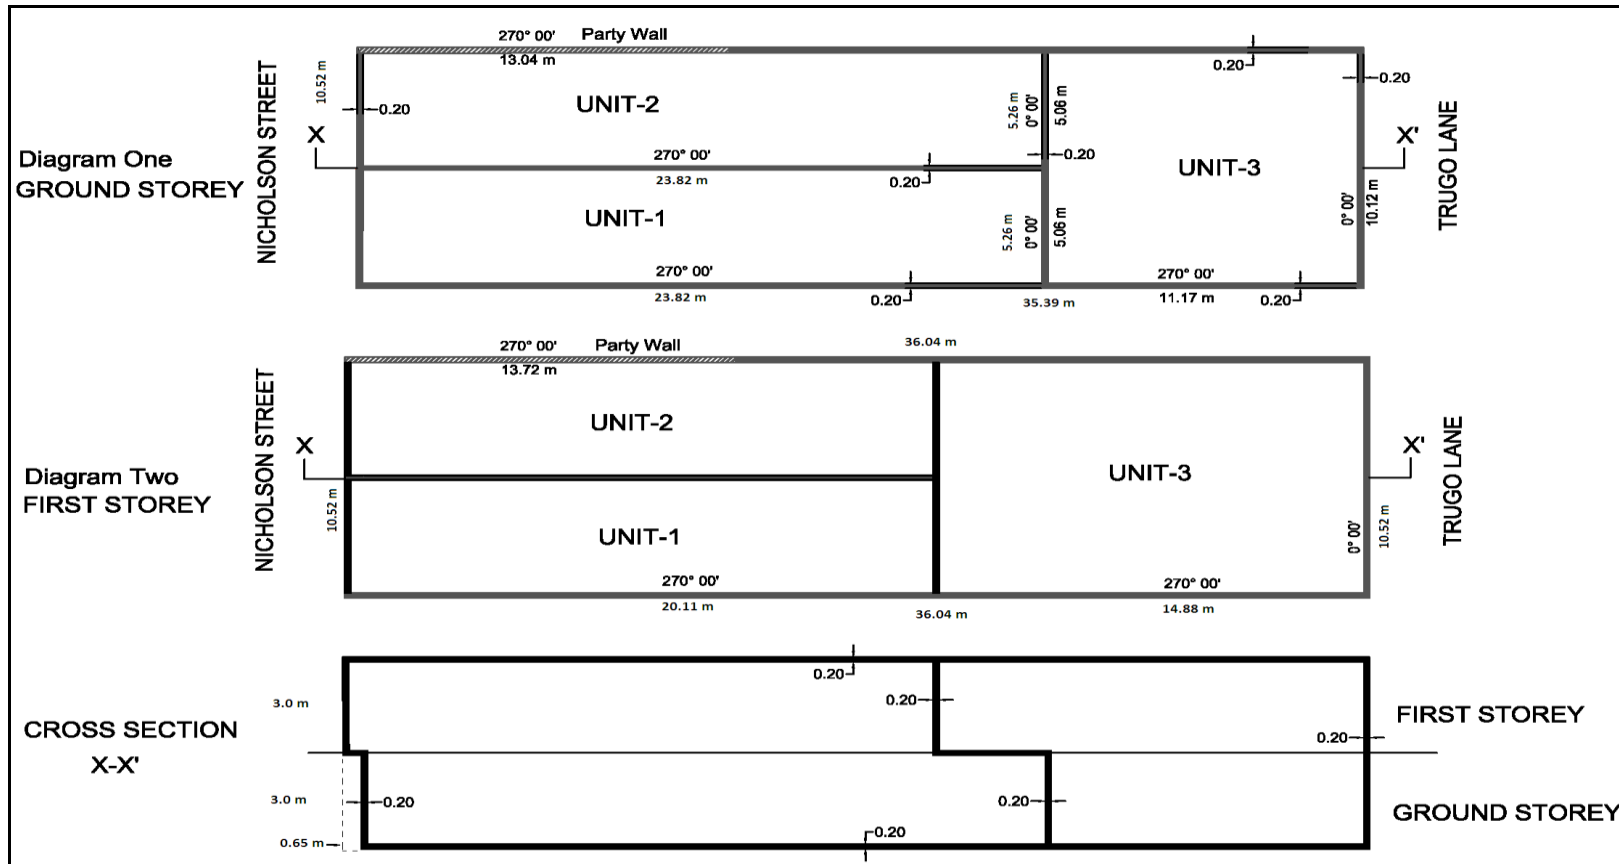 270° 00' Party Wall
13.04 m
10.52 m
0.20
0.20
0.20
NICHOLSON STREET
UNIT-2
5.26 m
0° 00'
5.06 m
TRUGO LANE
X
X'
Diagram One
GROUND STOREY
270° 00'
23.82 m
0.20
0.20
UNIT-3
UNIT-1
5.26 m
0° 00'
5.06 m
0° 00'
10.12 m
270° 00'
23.82 m
0.20
35.39 m
270° 00'
11.17 m
0.20
36.04 m
270° 00' Party Wall
13.72 m
NICHOLSON STREET
UNIT-2
TRUGO LANE
X
X'
Diagram Two
FIRST STOREY
UNIT-3
10.52 m
UNIT-1
0° 00'
10.52 m
270° 00'
20.11 m
36.04 m
270° 00'
14.88 m
0.20
0.20
3.0 m
FIRST STOREY
CROSS SECTION
X-X'
0.20
3.0 m
0.20
0.20
GROUND STOREY
0.65 m
0.20